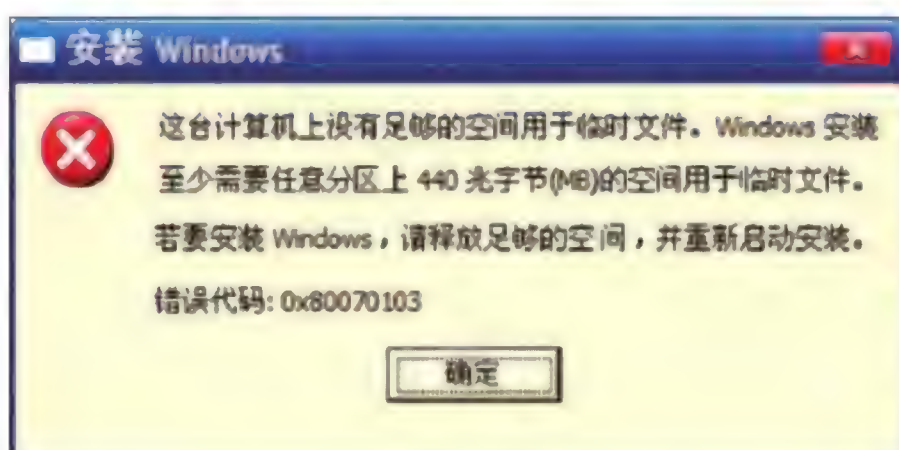 安装 Windows
这台计算机上没有足够的空间用于临时文件。Windows 安装
至少需要任意分区上 440 兆字节(MB)的空间用于临时文件。
若要安装 Windows,请释放足够的空间,并重新启动安装。
错误代码: 0x80070103
确定